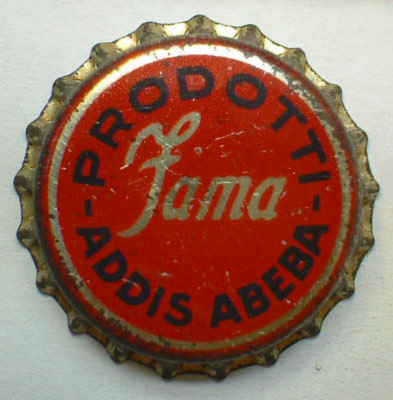 PRODOTTI
Fama
- ADDIS ABEBA -